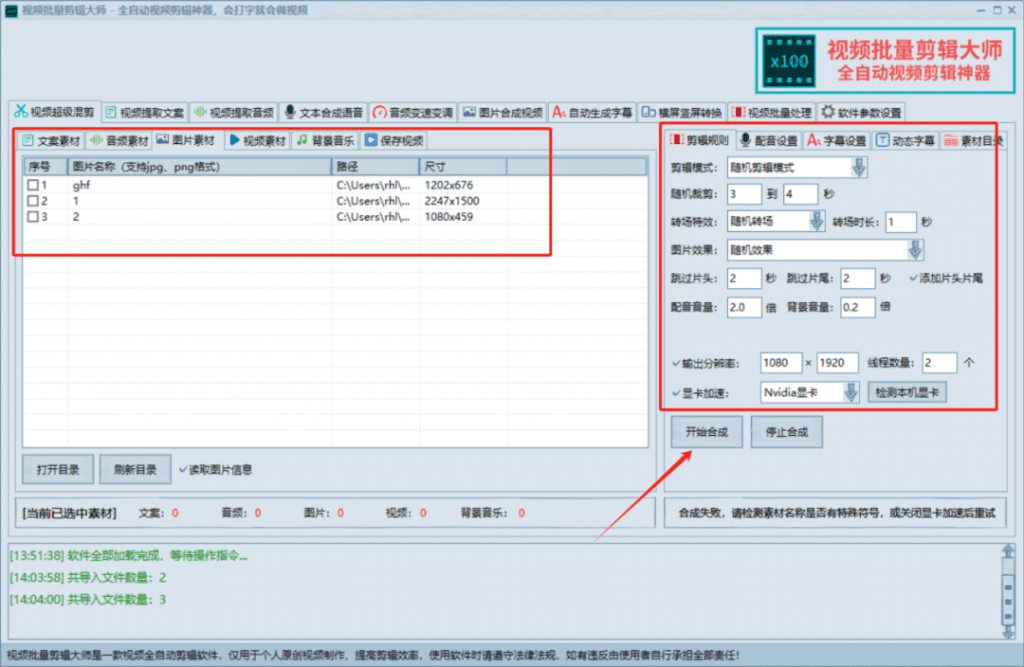 视频批量剪辑大师 - 全自动视频剪辑神器，会打字就会做视频
x100 视频批量剪辑大师
全自动视频剪辑神器
视频超级混剪 视频提取文案 视频提取音频 文本合成语音 音频变速变调 图片合成视频 自动生成字幕 横屏竖屏转换 视频批量处理 软件参数设置
文案素材 音频素材 图片素材 视频素材 背景音乐 保存视频
序号 图片名称（支持jpg、png格式） 路径 尺寸
1 ghf C:\Users\rhl\... 1202x676
2 1 C:\Users\rhl\... 2247x1500
3 2 C:\Users\rhl\... 1080x459
打开目录 刷新目录 读取图片信息
[当前已选中素材] 文案：0 音频：0 图片：0 视频：0 背景音乐：0
剪辑规则 配音设置 字幕设置 动态字幕 素材目录
剪辑模式： 随机剪辑模式
随机裁剪： 3 到 4 秒
转场特效： 随机转场 转场时长： 1 秒
图片效果： 随机效果
跳过片头： 2 秒 跳过片尾： 2 秒 添加片头片尾
配音音量： 2.0 倍 背景音量： 0.2 倍
输出分辨率： 1080 × 1920 线程数量： 2 个
显卡加速： Nvidia显卡 检测本机显卡
开始合成 停止合成
合成失败，请检测素材名称是否有特殊符号，或关闭显卡加速后重试
[13:51:38] 软件全部加载完成，等待操作指令...
[14:03:58] 共导入文件数量：2
[14:04:00] 共导入文件数量：3
视频批量剪辑大师是一款视频全自动剪辑软件，仅用于个人原创视频制作，提高剪辑效率，使用软件时请遵守法律法规，如有违反由使用者自行承担全部责任！